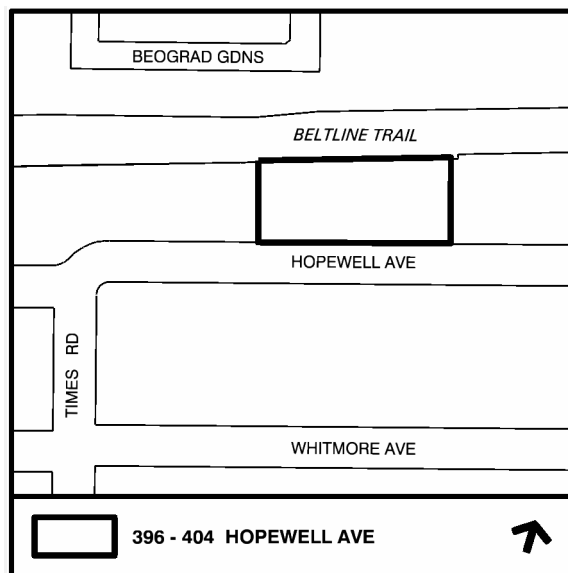 BEOGRAD GDNS
BELTLINE TRAIL
HOPEWELL AVE
TIMES RD
WHITMORE AVE
396 - 404 HOPEWELL AVE